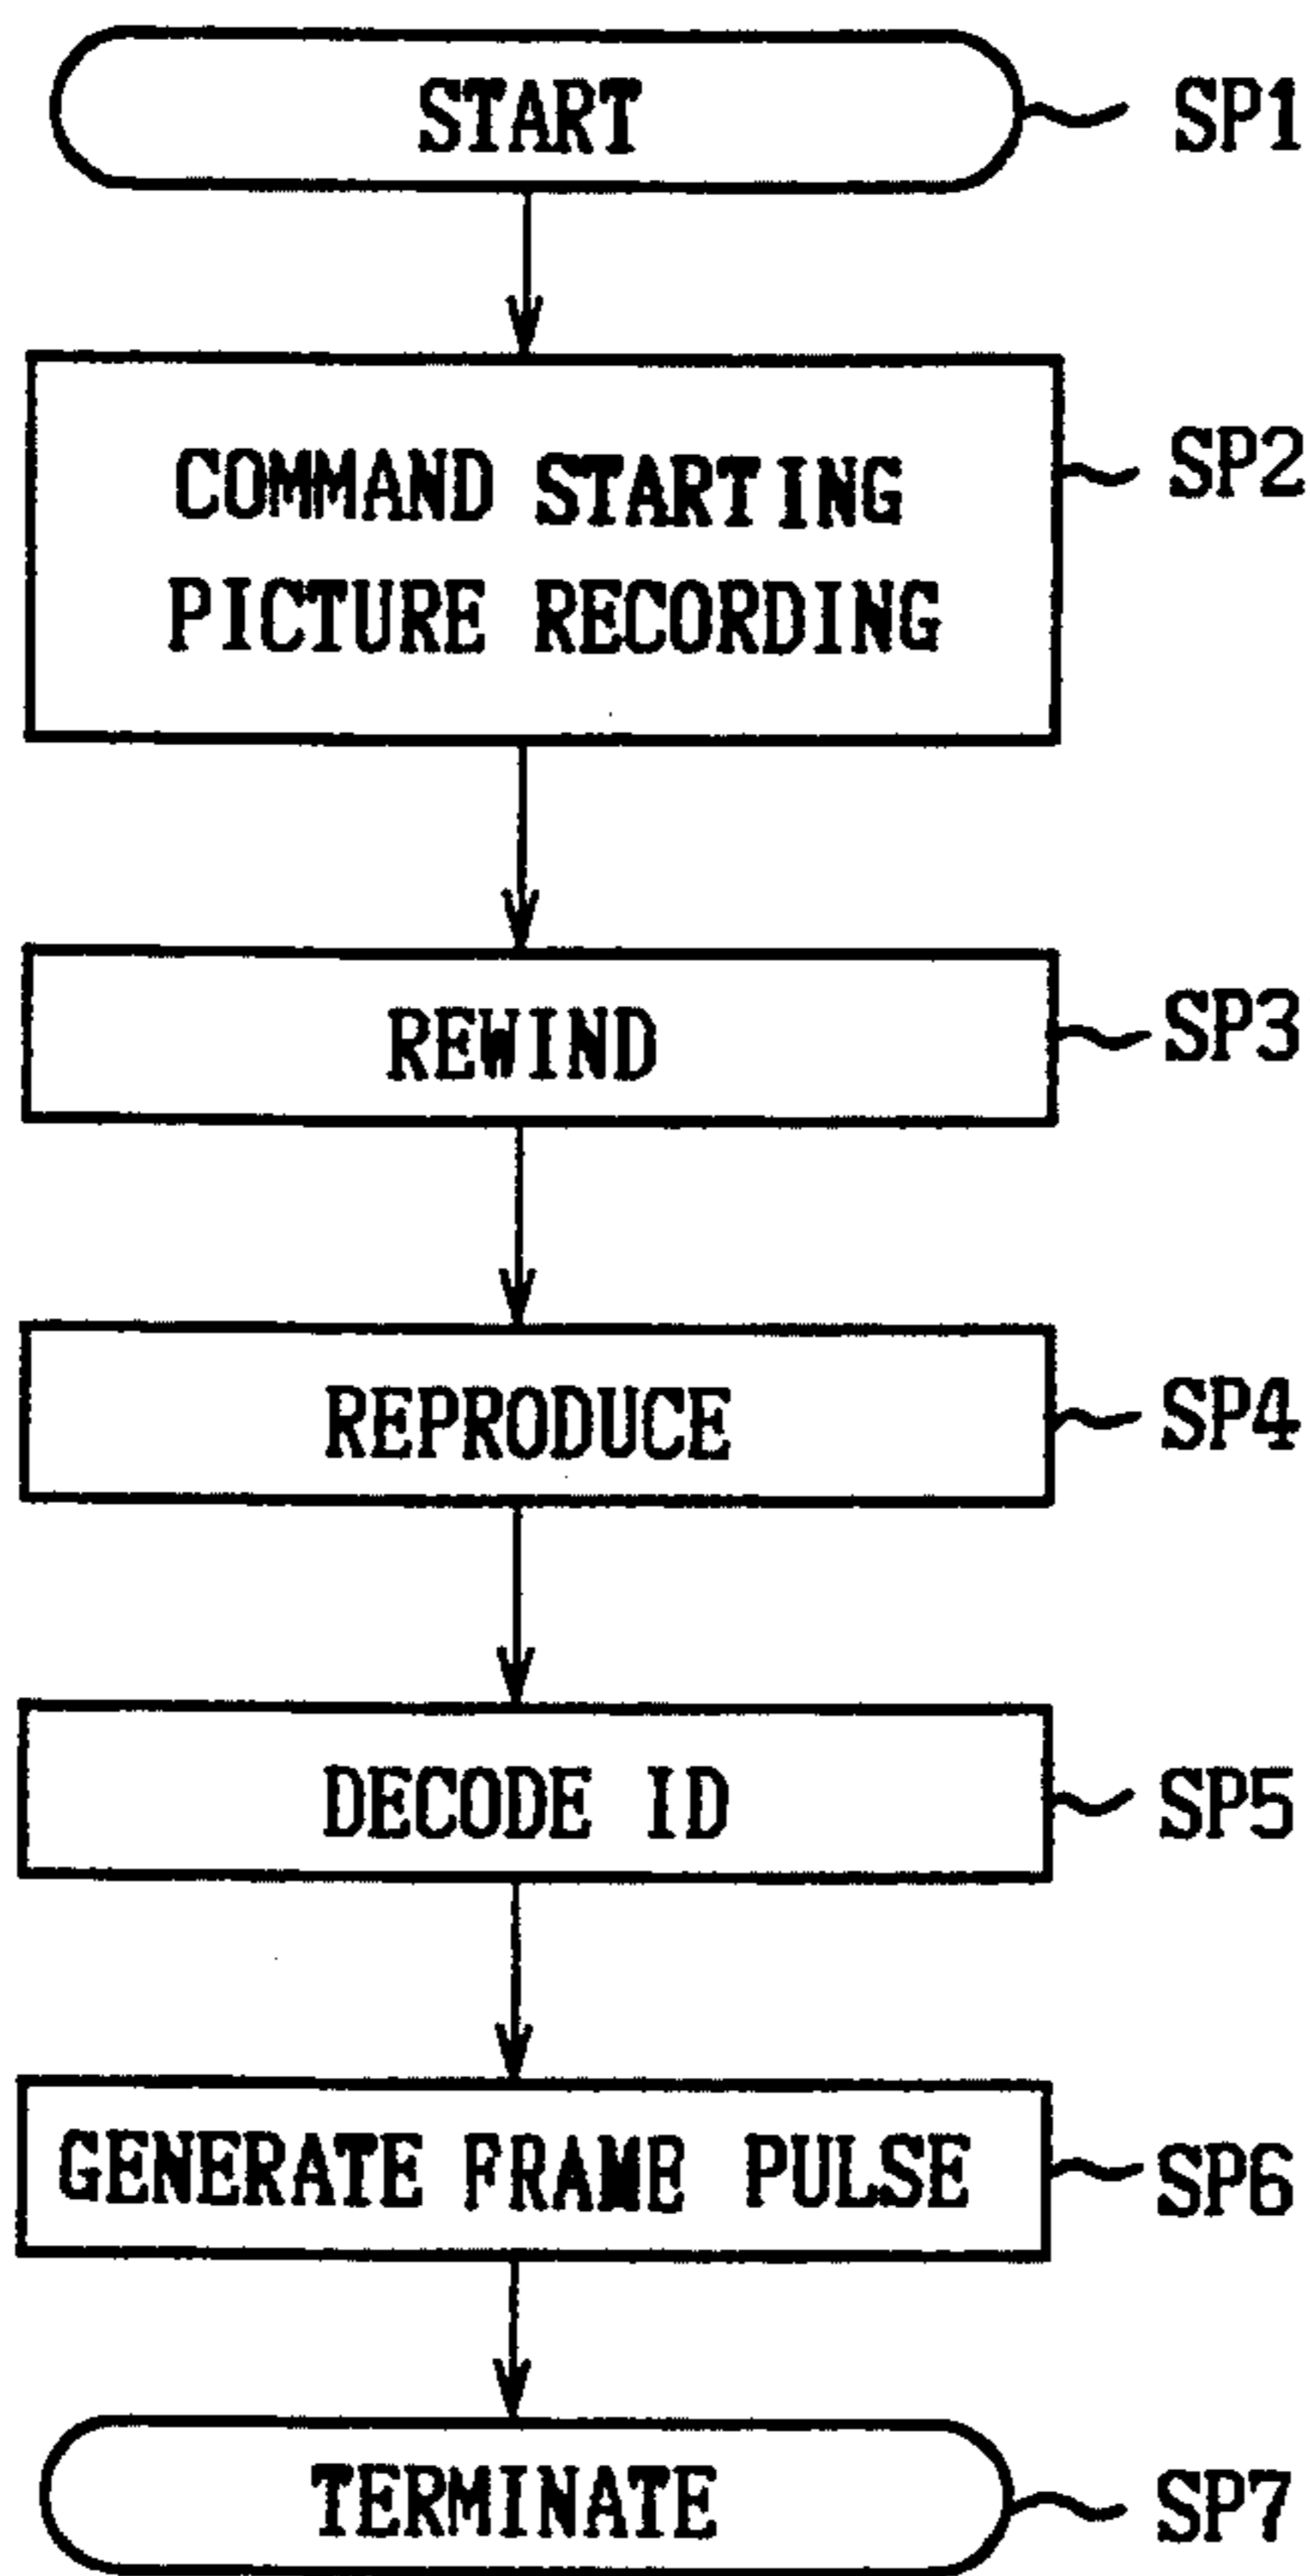 START SP1
COMMAND STARTING SP2
PICTURE RECORDING
REWIND SP3
REPRODUCE SP4
DECODE ID SP5
GENERATE FRAME PULSE SP6
TERMINATE SP7